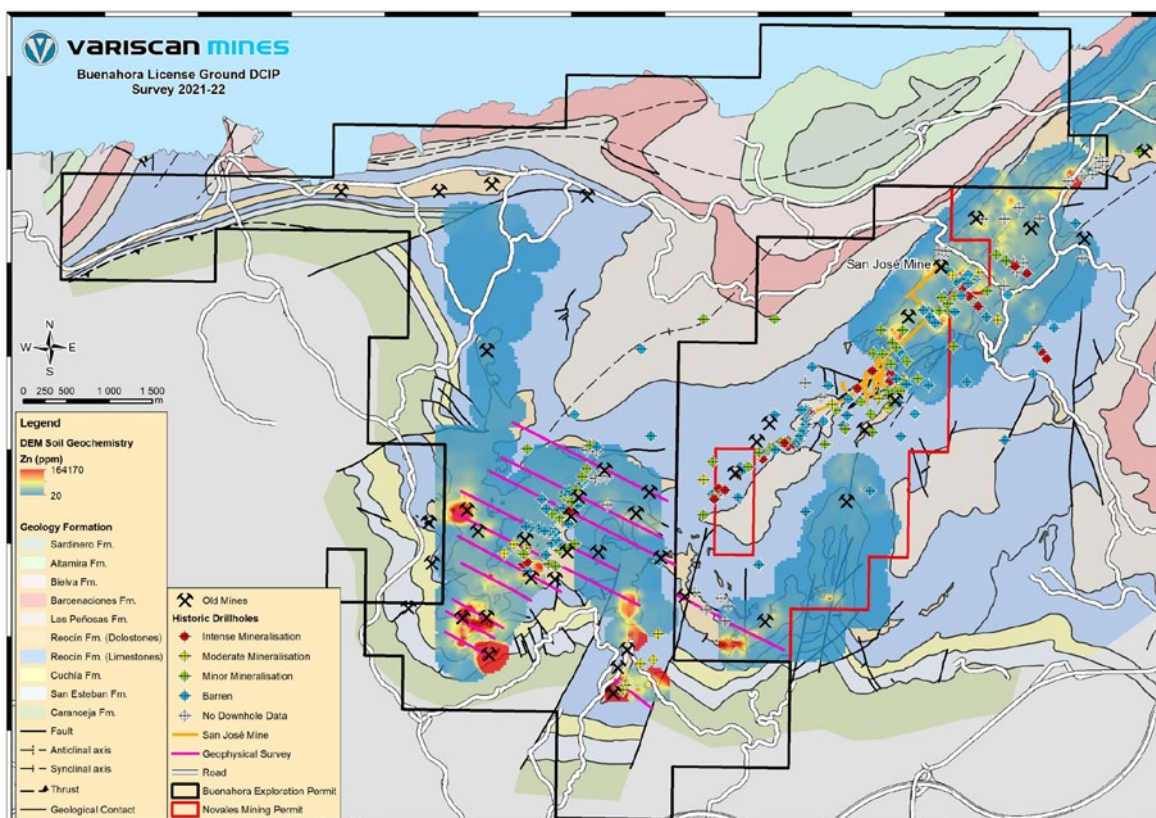 VARISCAN MINES
Buenahora License Ground DCIP
Survey 2021-22
San José Mine
N
W E
S
0 250 500 1 000 1 500
m
Legend
DEM Soil Geochemistry
Zn (ppm)
164170
20
Geology Formation
Sardinero Fm.
Altamira Fm.
Bielva Fm.
Barcenaciones Fm.
Las Peñosas Fm.
Reocín Fm. (Dolostones)
Reocín Fm. (Limestones)
Cuchía Fm.
San Esteban Fm.
Caranceja Fm.
Fault
Anticlinal axis
Synclinal axis
Thrust
Geological Contact
Old Mines
Historic Drillholes
Intense Mineralisation
Moderate Mineralisation
Minor Mineralisation
Barren
No Downhole Data
San José Mine
Geophysical Survey
Road
Buenahora Exploration Permit
Novales Mining Permit